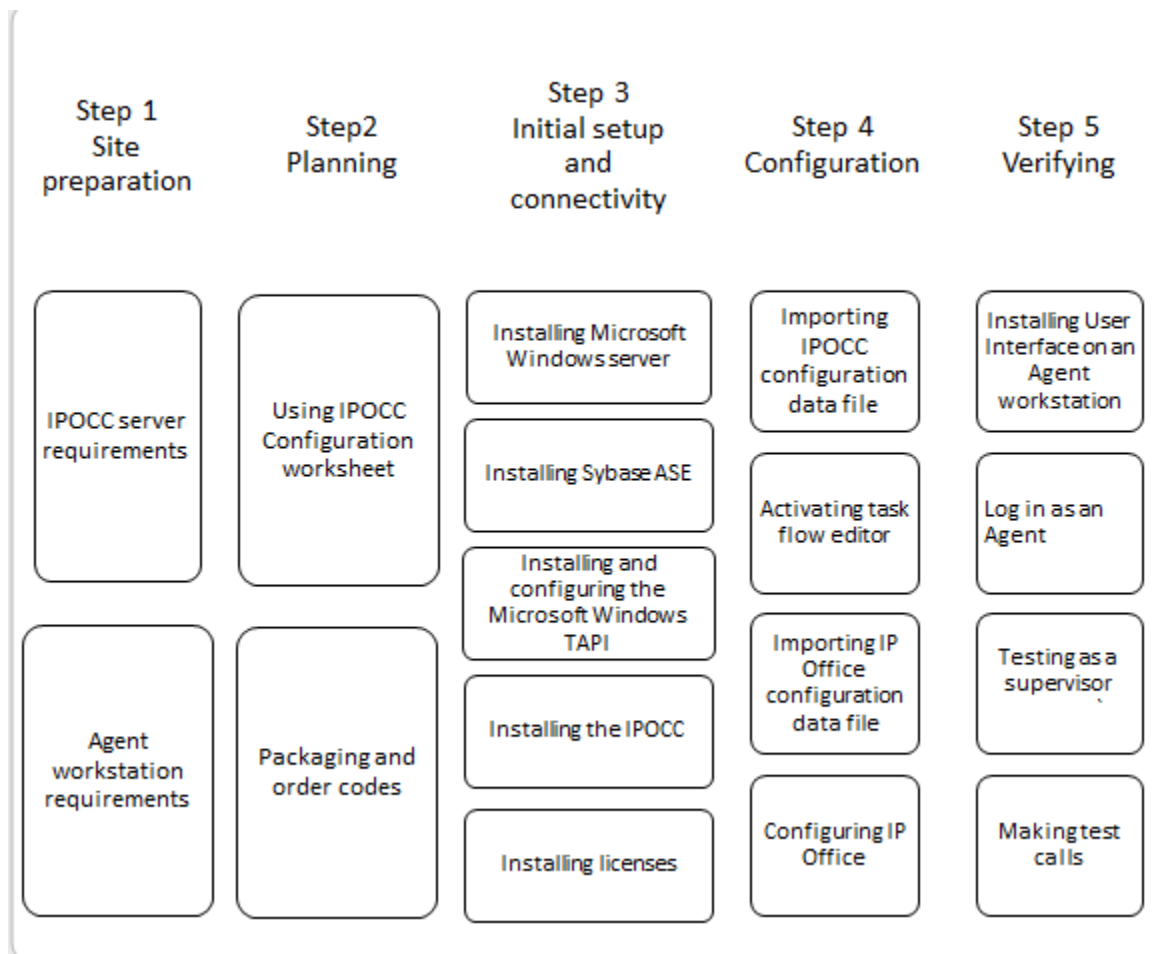 Step 1
Site
preparation
Step2
Planning
Step 3
Initial setup
and
connectivity
Step 4
Configuration
Step 5
Verifying
IPOCC server
requirements
Agent
workstation
requirements
Using IPOCC
Configuration
worksheet
Packaging and
order codes
Installing Microsoft
Windows server
Installing Sybase ASE
Installing and
configuring the
Microsoft Windows
TAPI
Installing the IPOCC
Installing licenses
Importing
IPOCC
configuration
data file
Activating task
flow editor
Importing IP
Office
configuration
data file
Configuring IP
Office
Installing User
Interface on an
Agent
workstation
Log in as an
Agent
Testing as a
supervisor
Making test
calls